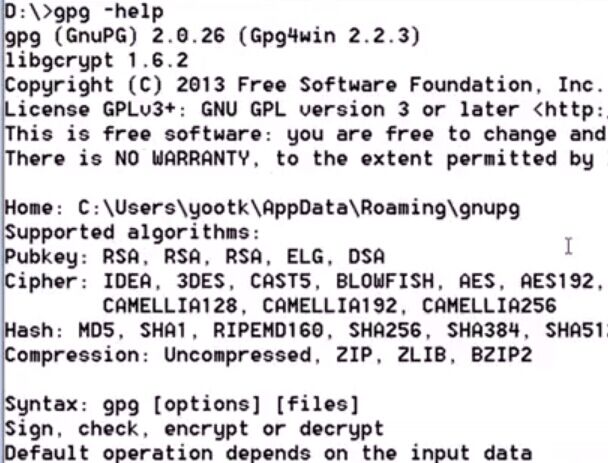 D:\>gpg -help
gpg (GnuPG) 2.0.26 (Gpg4win 2.2.3)
libgcrypt 1.6.2
Copyright (C) 2013 Free Software Foundation, Inc.
License GPLv3+: GNU GPL version 3 or later <http:
This is free software: you are free to change and
There is NO WARRANTY, to the extent permitted by

Home: C:\Users\yootk\AppData\Roaming\gnupg
Supported algorithms:
Pubkey: RSA, RSA, RSA, ELG, DSA
Cipher: IDEA, 3DES, CAST5, BLOWFISH, AES, AES192,
CAMELLIA128, CAMELLIA192, CAMELLIA256
Hash: MD5, SHA1, RIPEMD160, SHA256, SHA384, SHA512
Compression: Uncompressed, ZIP, ZLIB, BZIP2

Syntax: gpg [options] [files]
Sign, check, encrypt or decrypt
Default operation depends on the input data